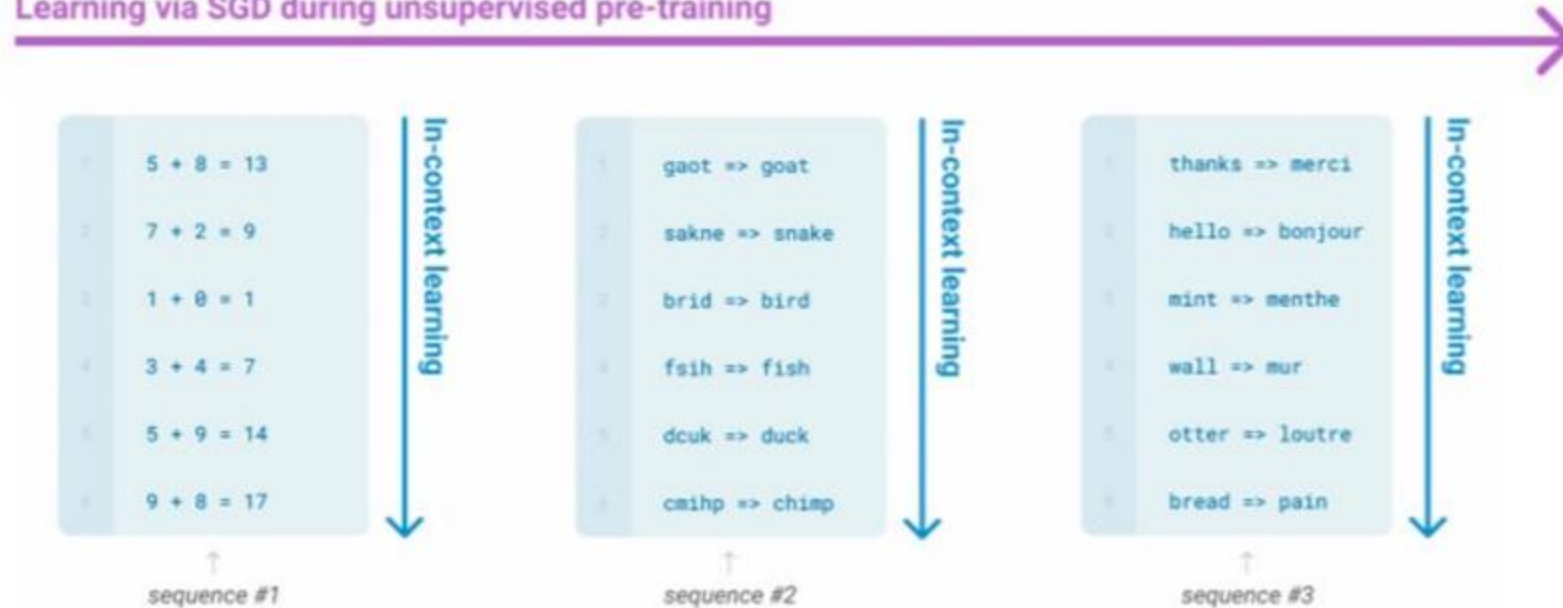 Learning via SGD during unsupervised pre-training
5 + 8 = 13
7 + 2 = 9
1 + 0 = 1
3 + 4 = 7
5 + 9 = 14
9 + 8 = 17
In-context learning
sequence #1
gaot => goat
sakne => snake
brid => bird
fsih => fish
dcuk => duck
cmihp => chimp
In-context learning
sequence #2
thanks => merci
hello => bonjour
mint => menthe
wall => mur
otter => loutre
bread => pain
In-context learning
sequence #3